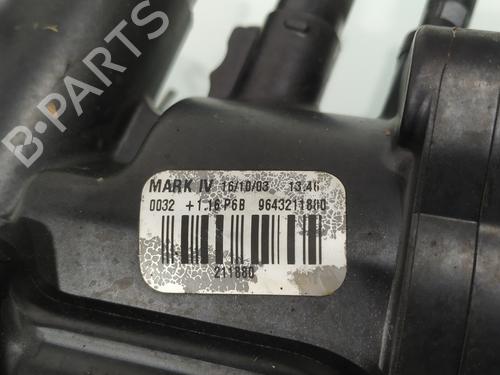 B-PARTS
MARK IV 16/10/03 13.46
0032 +1.16 P6B 9643211880
211880